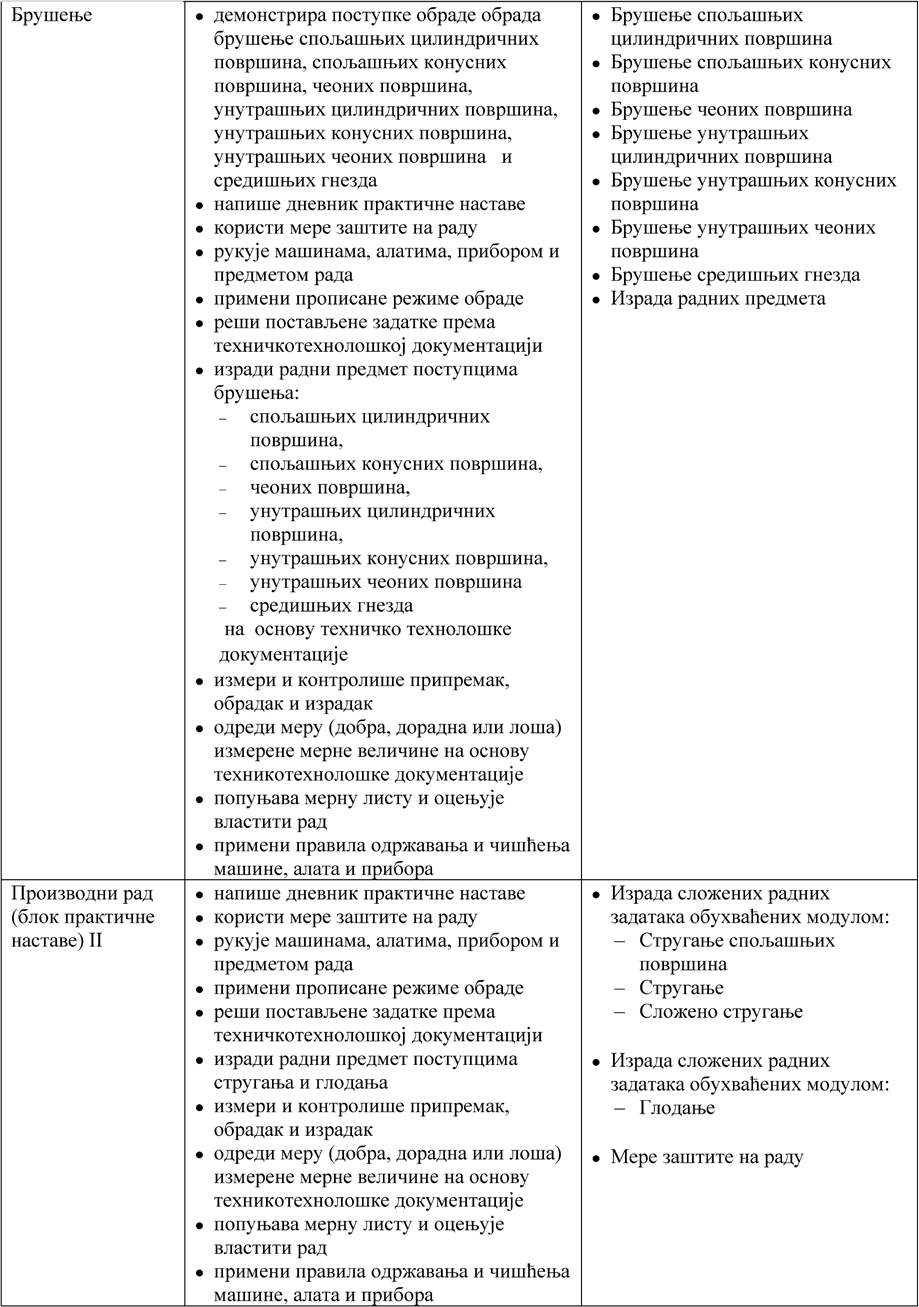 Брушење
• демонстрира поступке обраде обрада
брушење спољашњих цилиндричних
површина, спољашњих конусних
површина, чеоних површина,
унутрашњих цилиндричних површина,
унутрашњих конусних површина,
унутрашњих чеоних површина и
средишњих гнезда
• напише дневник практичне наставе
• користи мере заштите на раду
• рукује машинама, алатима, прибором и
предметом рада
• примени прописане режиме обраде
• реши постављене задатке према
техничкотехнолошкој документацији
• изради радни предмет поступцима
брушења:
– спољашњих цилиндричних
површина,
– спољашњих конусних површина,
– чеоних површина,
– унутрашњих цилиндричних
површина,
– унутрашњих конусних површина,
– унутрашњих чеоних површина
– средишњих гнезда
на основу техничко технолошке
документације
• измери и контролише припремак,
обрадак и израдак
• одреди меру (добра, дорадна или лоша)
измерене мерне величине на основу
техникотехнолошке документације
• попуњава мерну листу и оцењује
властити рад
• примени правила одржавања и чишћења
машине, алата и прибора
• Брушење спољашњих
цилиндричних површина
• Брушење спољашњих конусних
површина
• Брушење чеоних површина
• Брушење унутрашњих
цилиндричних површина
• Брушење унутрашњих конусних
површина
• Брушење унутрашњих чеоних
површина
• Брушење средишњих гнезда
• Израда радних предмета
Производни рад
(блок практичне
наставе) II
• напише дневник практичне наставе
• користи мере заштите на раду
• рукује машинама, алатима, прибором и
предметом рада
• примени прописане режиме обраде
• реши постављене задатке према
техничкотехнолошкој документацији
• изради радни предмет поступцима
стругања и глодања
• измери и контролише припремак,
обрадак и израдак
• одреди меру (добра, дорадна или лоша)
измерене мерне величине на основу
техникотехнолошке документације
• попуњава мерну листу и оцењује
властити рад
• примени правила одржавања и чишћења
машине, алата и прибора
• Израда сложених радних
задатака обухваћених модулом:
– Стругање спољашњих
површина
– Стругање
– Сложено стругање
• Израда сложених радних
задатака обухваћених модулом:
– Глодање
• Мере заштите на раду